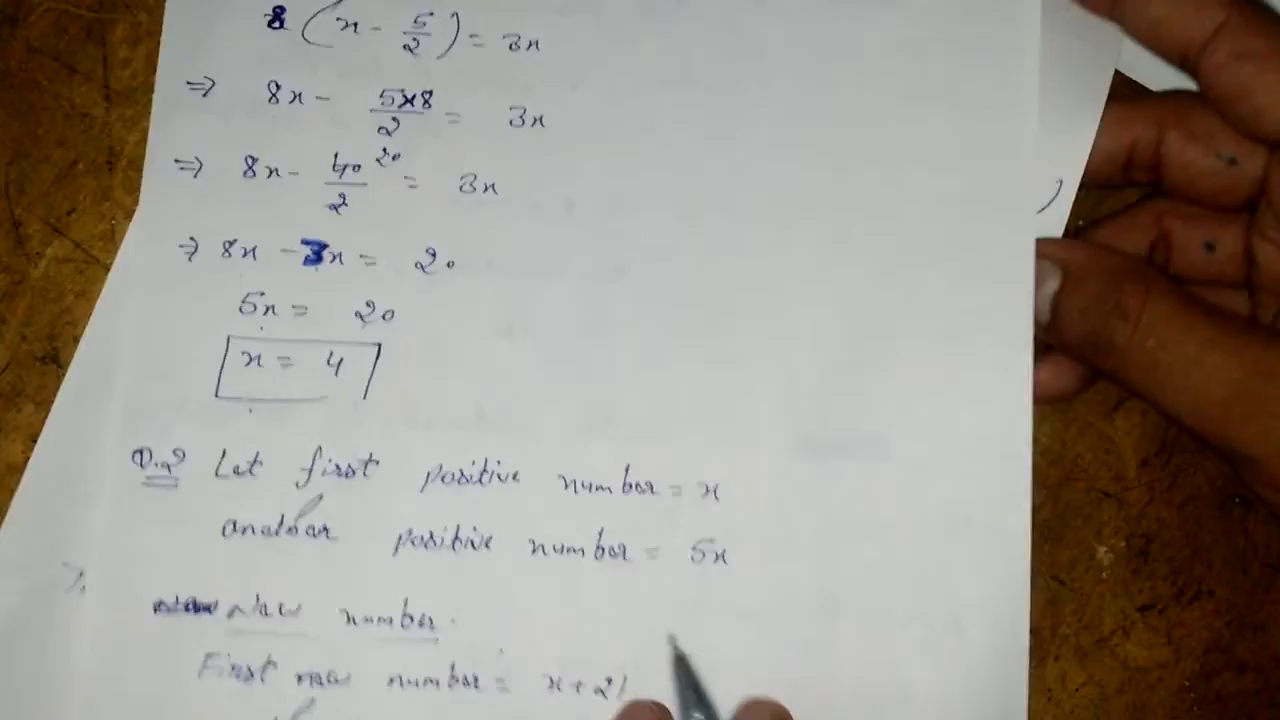 8 ( x - 5/2 ) = 3x
⇒ 8x - 5×8/2 = 3x
⇒ 8x - 40/2 20 = 3x
⇒ 8x - 3x = 20
5x = 20
x = 4
Q.2 Let first positive number = x
another positive number = 5x
New number.
First new number = x + 21